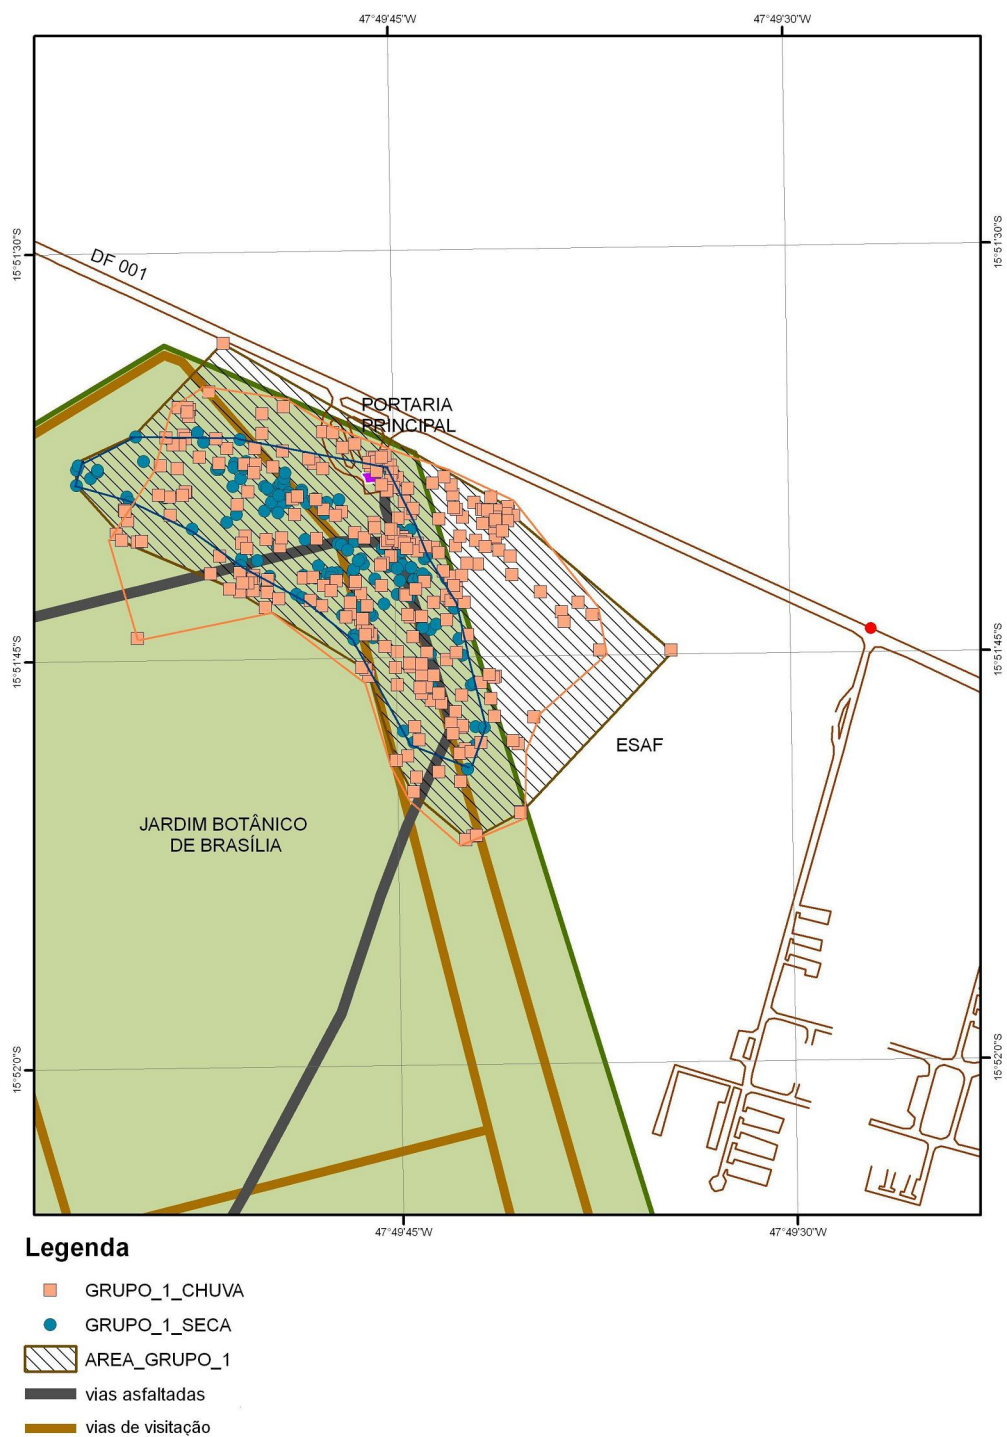 47°49'45"W
47°49'30"W
15°51'30"S
15°51'30"S
DF 001
PORTARIA
PRINCIPAL
15°51'45"S
15°51'45"S
ESAF
JARDIM BOTÂNICO
DE BRASÍLIA
15°52'0"S
15°52'0"S
47°49'45"W
47°49'30"W
Legenda
GRUPO_1_CHUVA
GRUPO_1_SECA
AREA_GRUPO_1
vias asfaltadas
vias de visitação